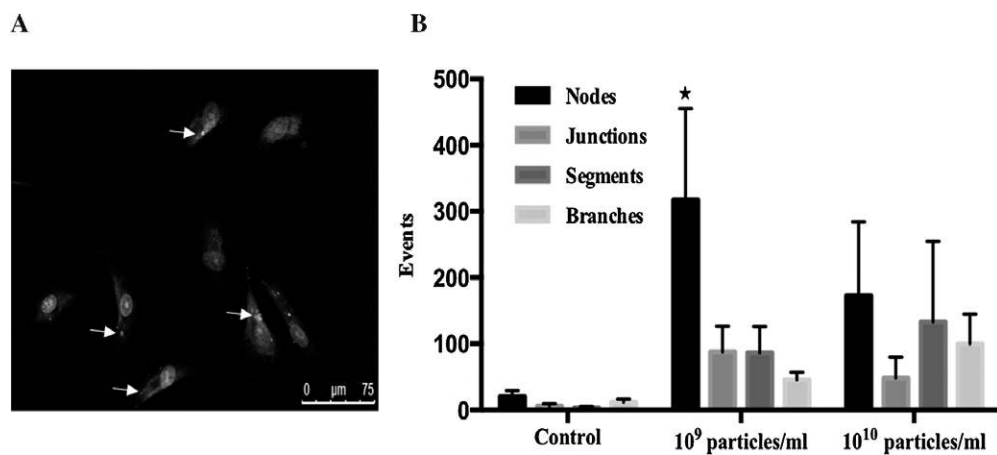 A
B
0 µm 75
Events
500
400
300
200
100
0
★
Nodes
Junctions
Segments
Branches
Control
10⁹ particles/ml
10¹⁰ particles/ml